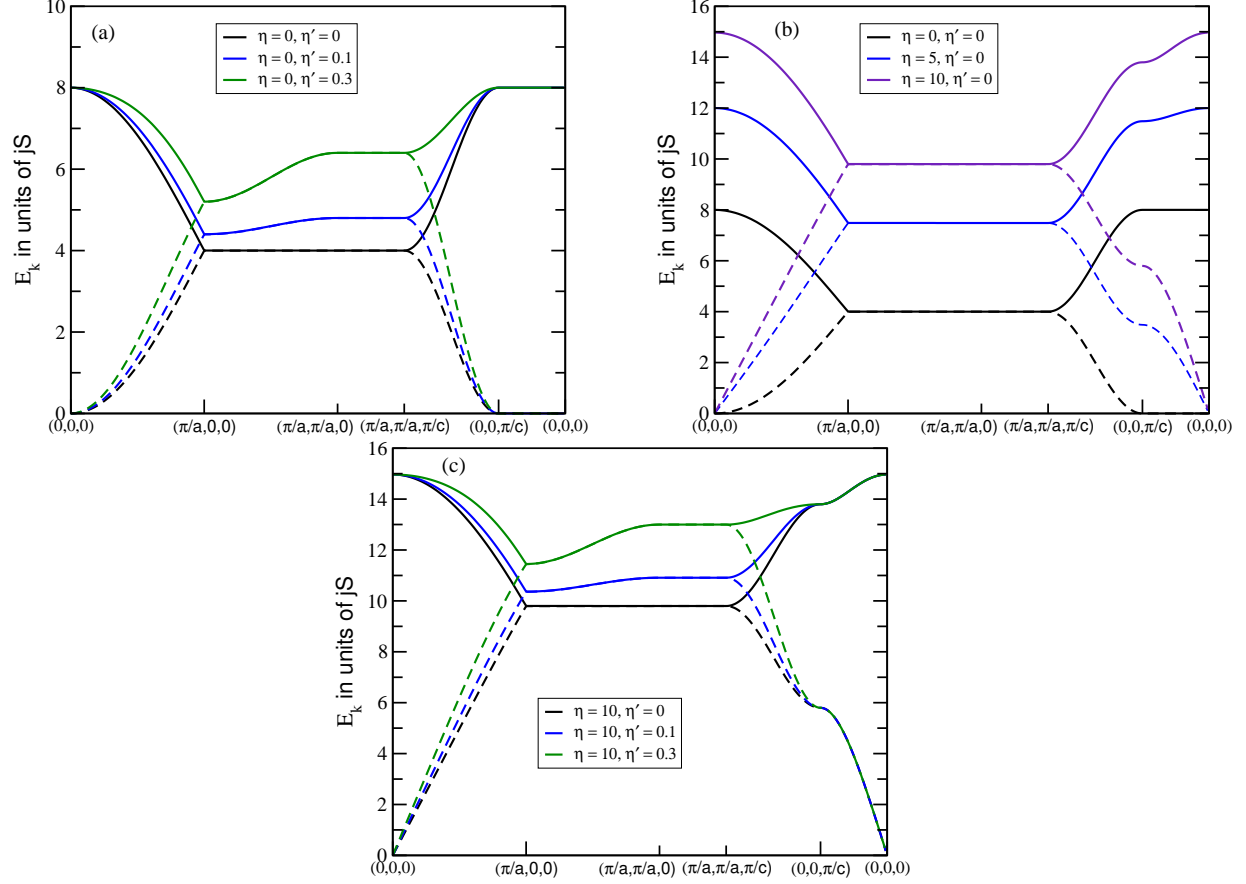 (a)
η = 0, η′ = 0
η = 0, η′ = 0.1
η = 0, η′ = 0.3
E_k in units of jS
10
8
6
4
2
0
(0,0,0) (π/a,0,0) (π/a,π/a,0) (π/a,π/a,π/c) (0,0,π/c) (0,0,0)
(b)
η = 0, η′ = 0
η = 5, η′ = 0
η = 10, η′ = 0
E_k in units of jS
16
14
12
10
8
6
4
2
0
(0,0,0) (π/a,0,0) (π/a,π/a,0) (π/a,π/a,π/c) (0,0,π/c) (0,0,0)
(c)
η = 10, η′ = 0
η = 10, η′ = 0.1
η = 10, η′ = 0.3
E_k in units of jS
16
14
12
10
8
6
4
2
0
(0,0,0) (π/a,0,0) (π/a,π/a,0) (π/a,π/a,π/c) (0,0,π/c) (0,0,0)